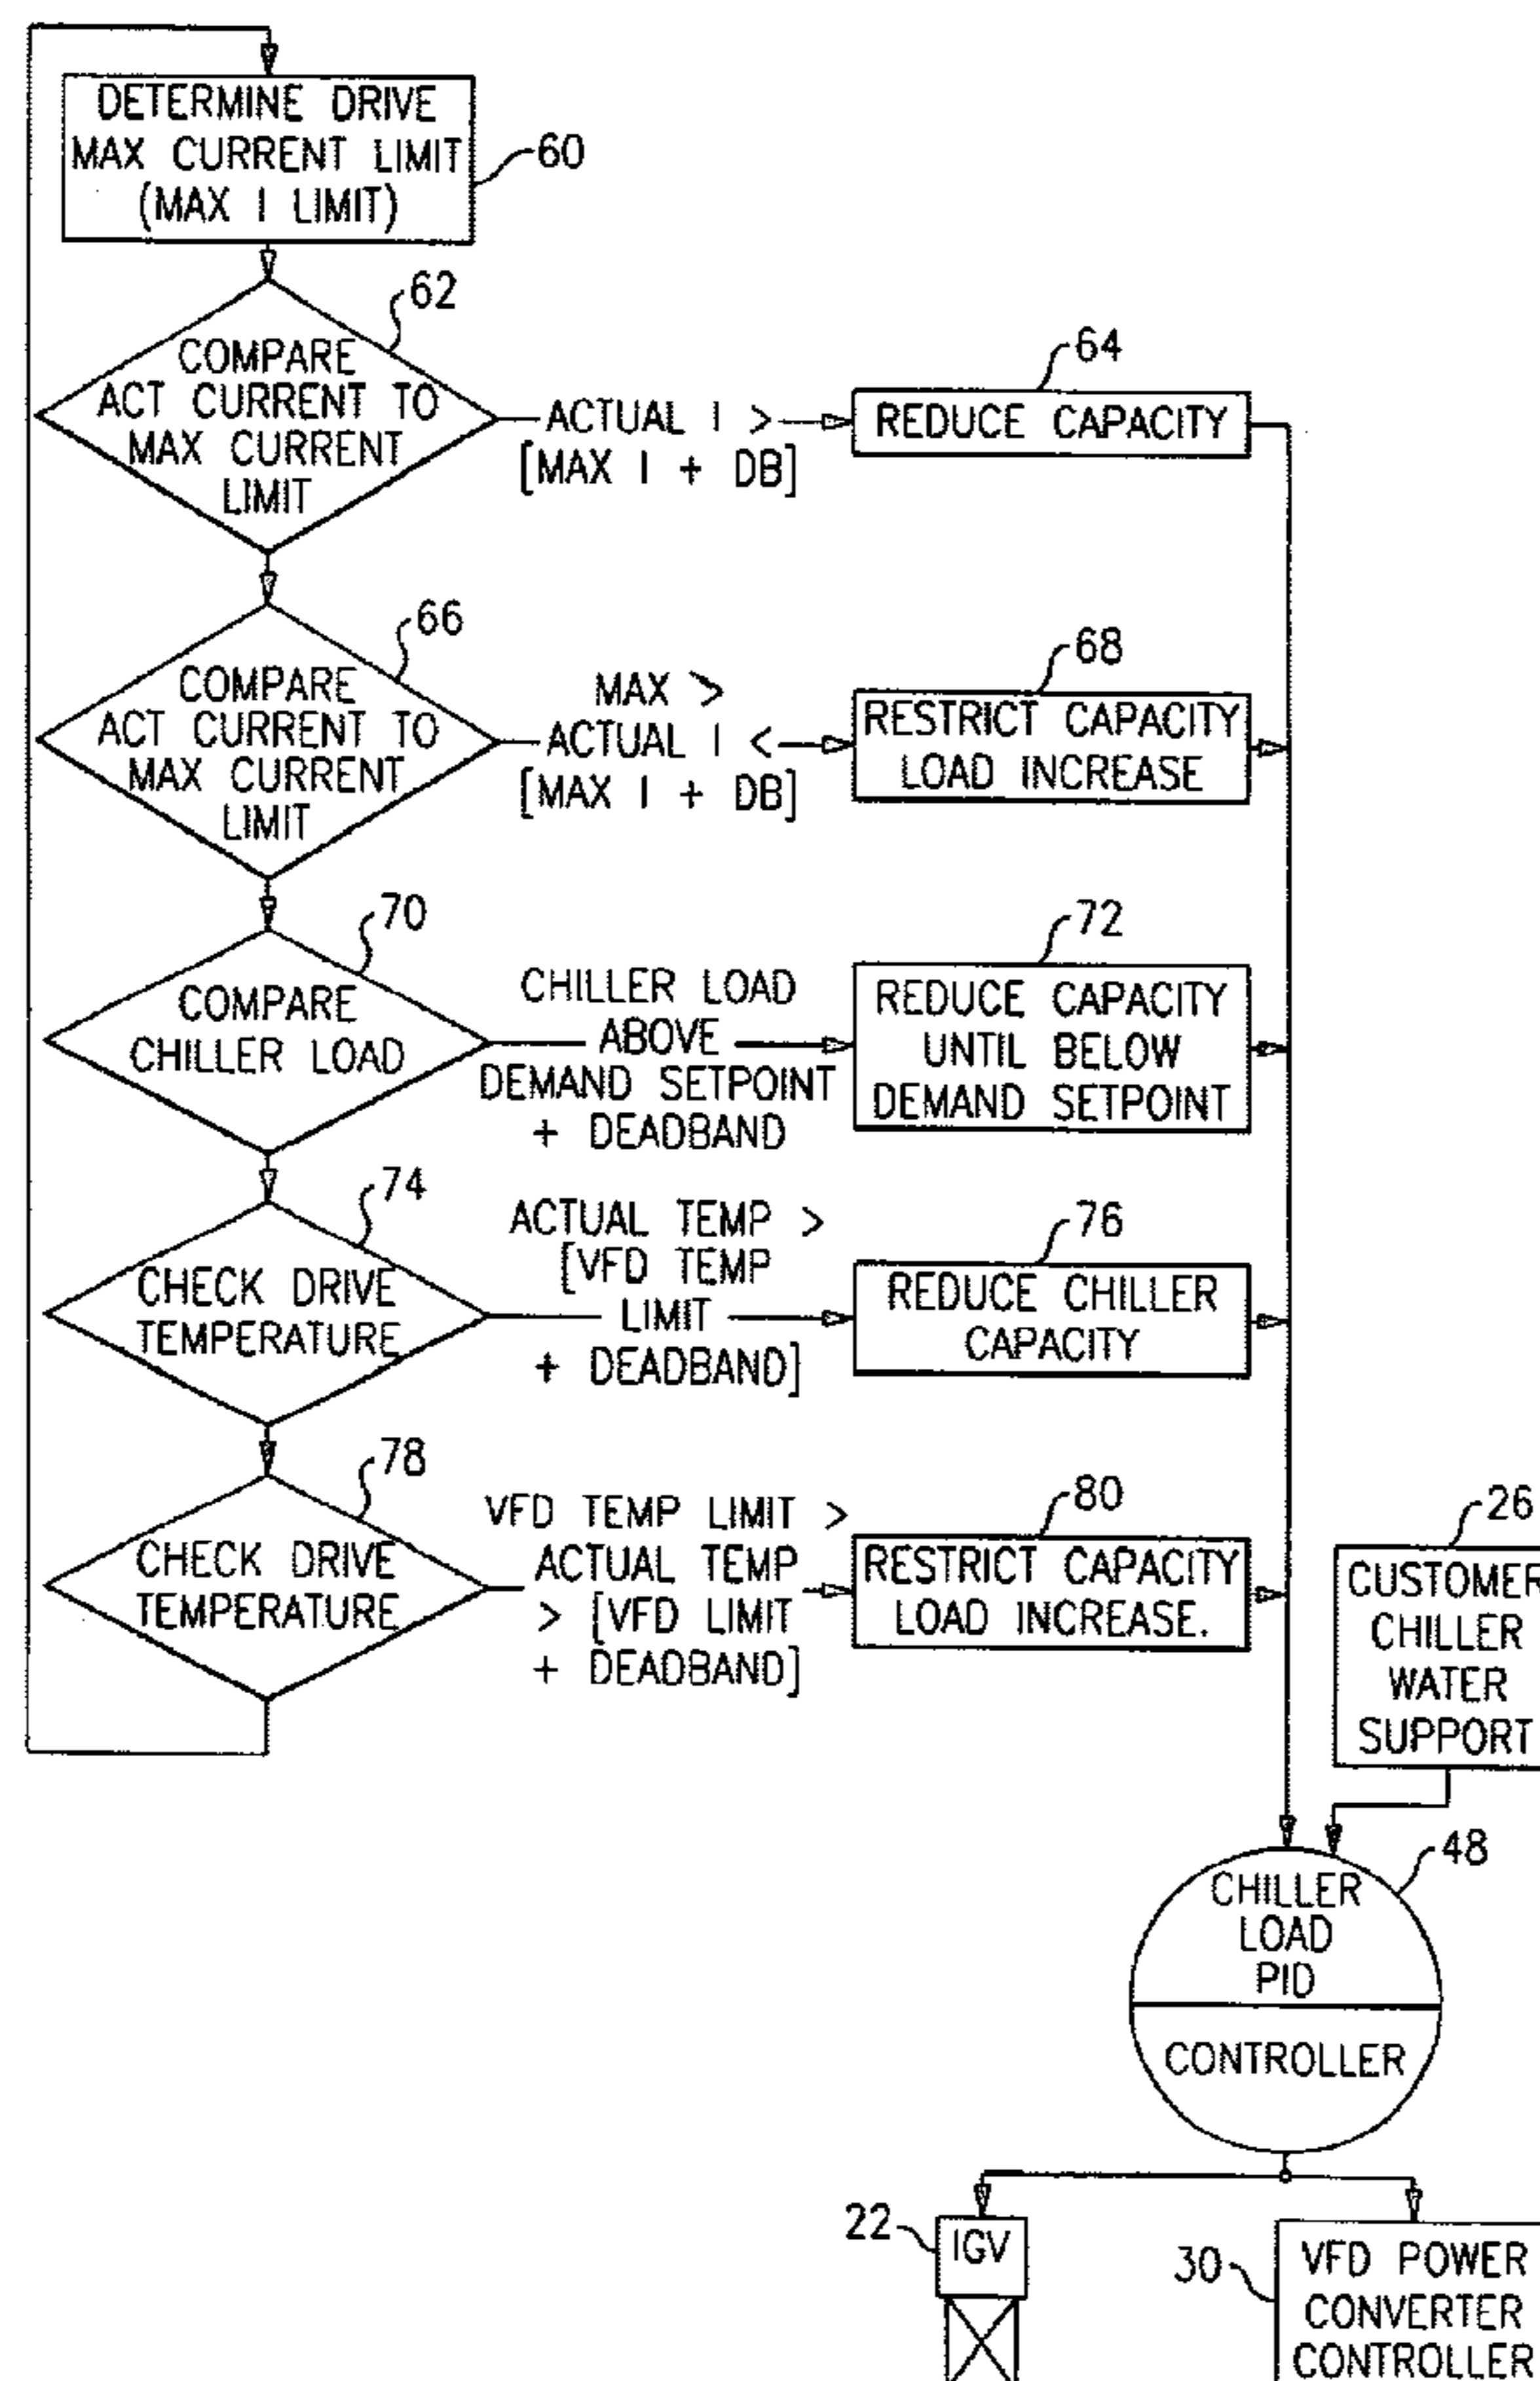 DETERMINE DRIVE
MAX CURRENT LIMIT
(MAX I LIMIT)
60
62
COMPARE
ACT CURRENT TO
MAX CURRENT
LIMIT
ACTUAL I >
[MAX I + DB]
64
REDUCE CAPACITY
66
COMPARE
ACT CURRENT TO
MAX CURRENT
LIMIT
MAX >
ACTUAL I <
[MAX I + DB]
68
RESTRICT CAPACITY
LOAD INCREASE
70
COMPARE
CHILLER LOAD
CHILLER LOAD
ABOVE
DEMAND SETPOINT
+ DEADBAND
72
REDUCE CAPACITY
UNTIL BELOW
DEMAND SETPOINT
74
CHECK DRIVE
TEMPERATURE
ACTUAL TEMP >
[VFD TEMP
LIMIT
+ DEADBAND]
76
REDUCE CHILLER
CAPACITY
78
CHECK DRIVE
TEMPERATURE
VFD TEMP LIMIT >
ACTUAL TEMP
> [VFD LIMIT
+ DEADBAND]
80
RESTRICT CAPACITY
LOAD INCREASE.
26
CUSTOMER
CHILLER
WATER
SUPPORT
48
CHILLER
LOAD
PID
CONTROLLER
22
IGV
30
VFD POWER
CONVERTER
CONTROLLER